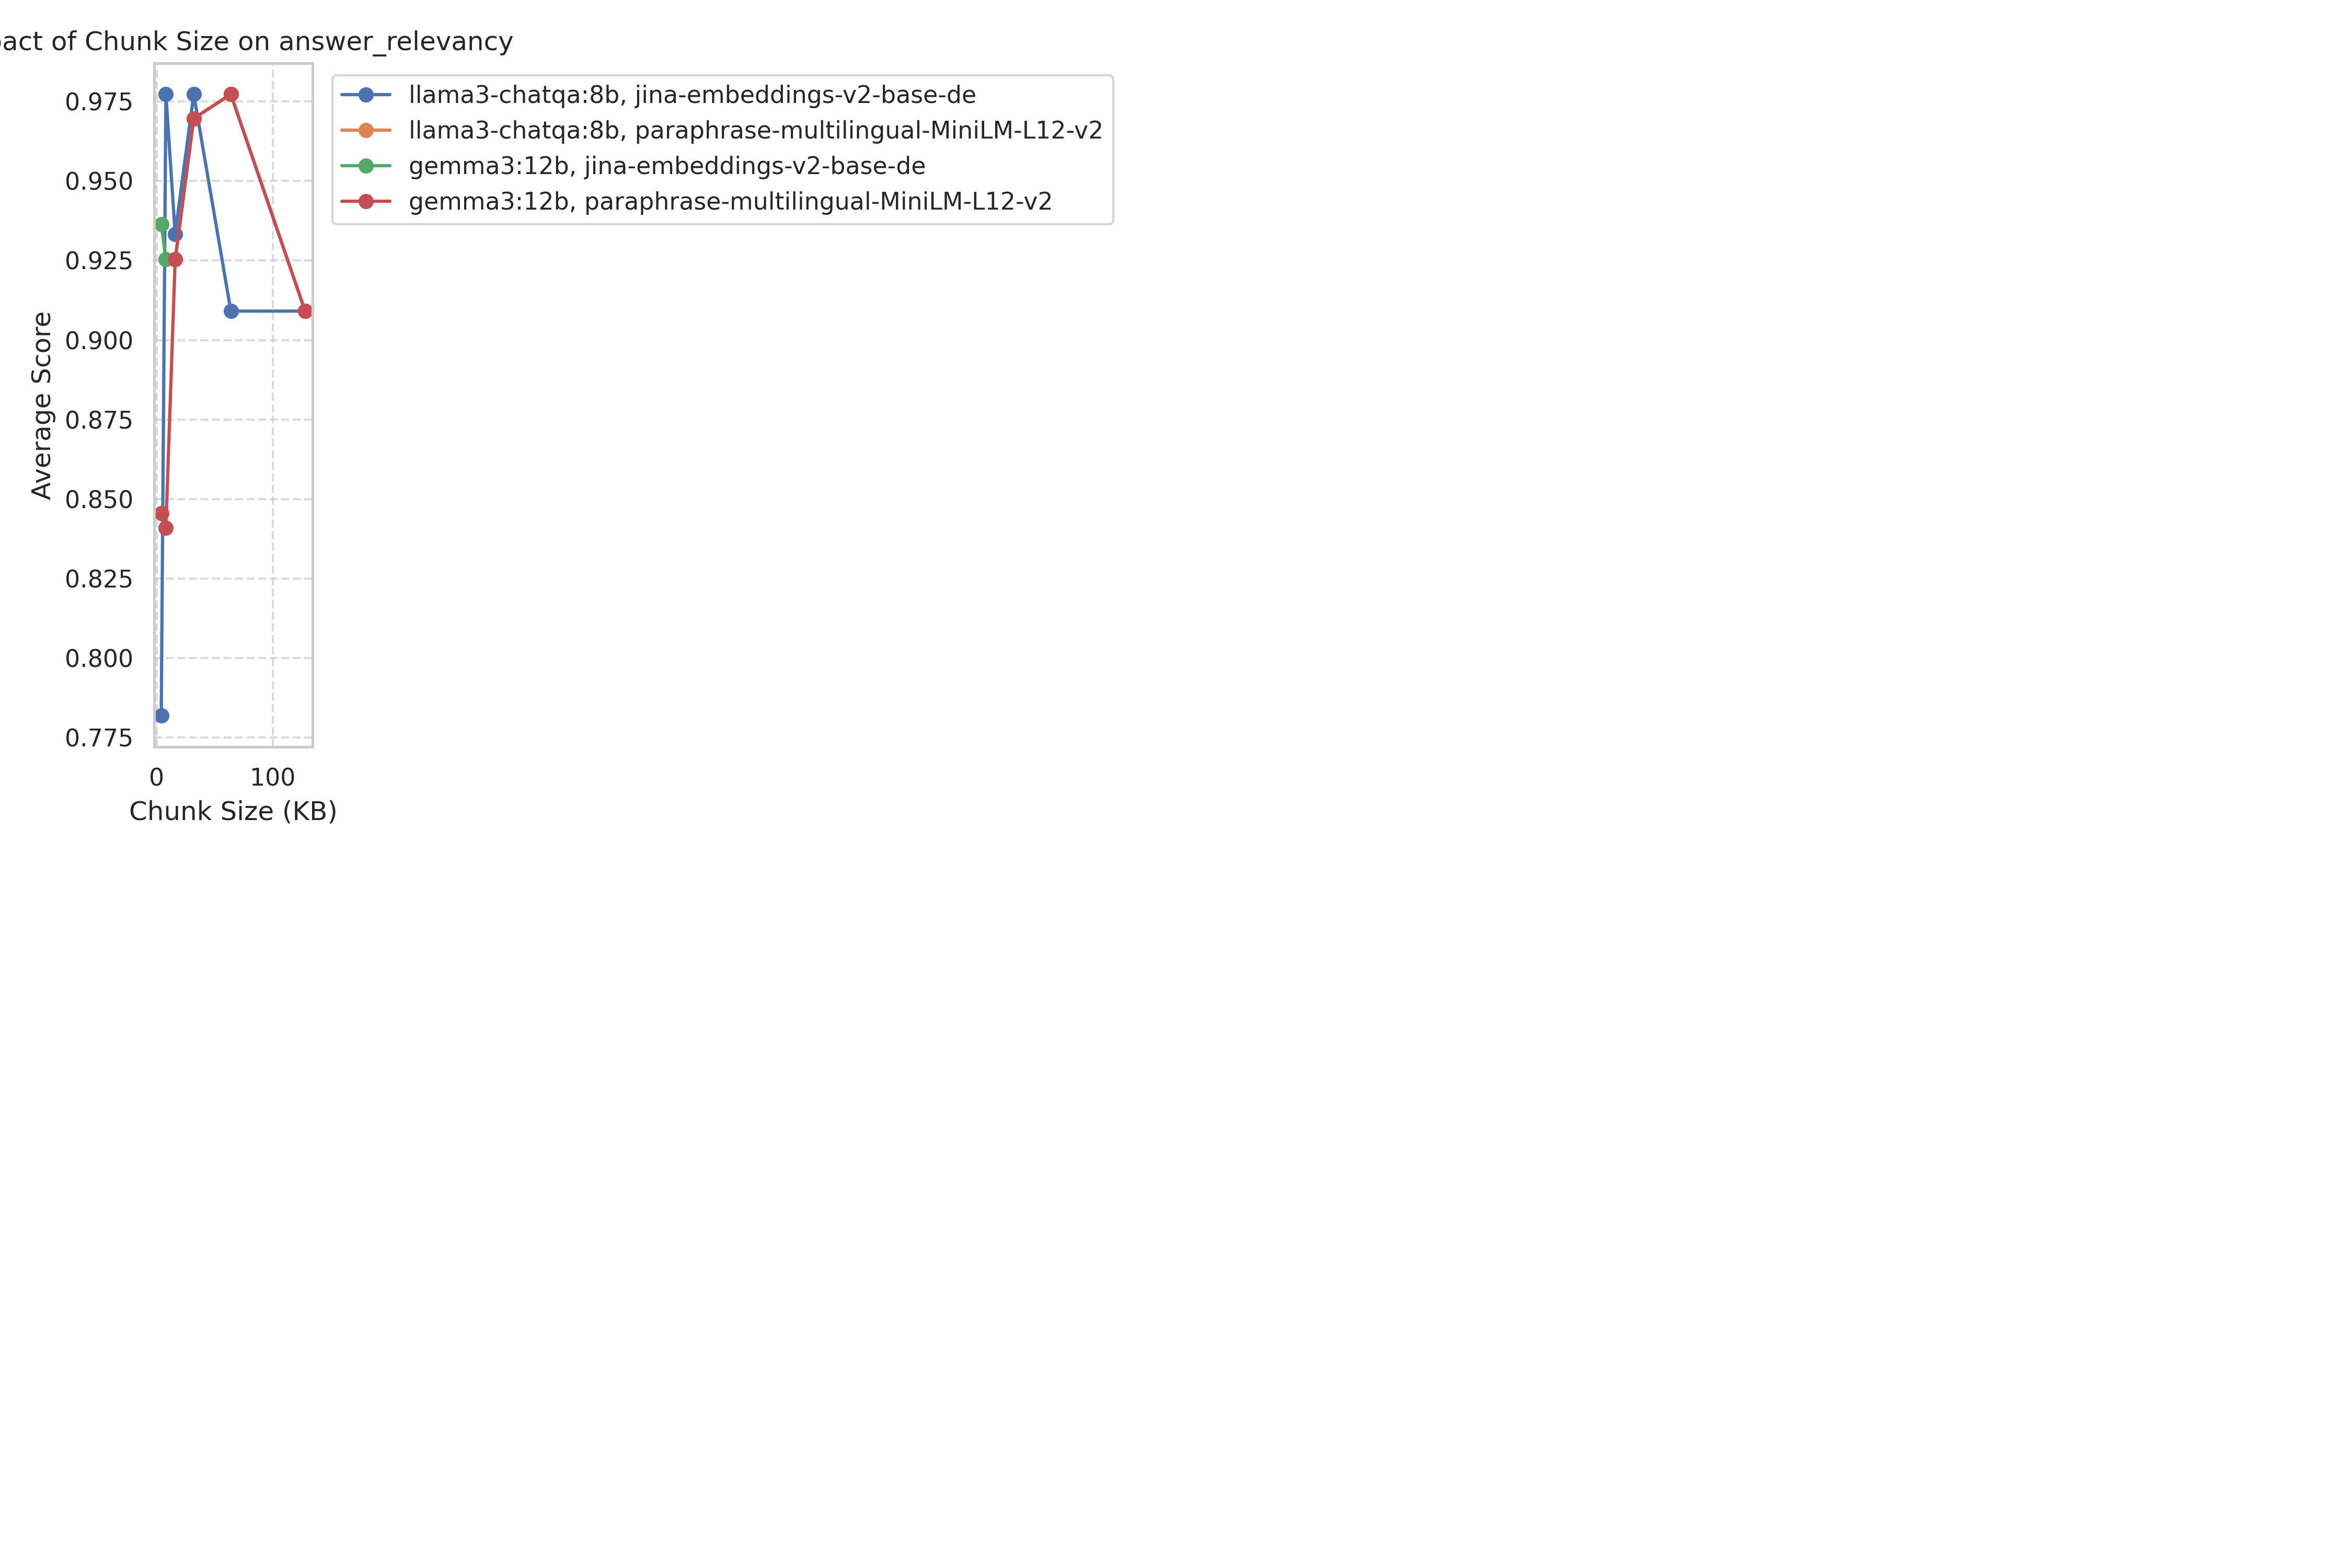 act of Chunk Size on answer_relevancy
llama3-chatqa:8b, jina-embeddings-v2-base-de
llama3-chatqa:8b, paraphrase-multilingual-MiniLM-L12-v2
gemma3:12b, jina-embeddings-v2-base-de
gemma3:12b, paraphrase-multilingual-MiniLM-L12-v2
Average Score
0.975
0.950
0.925
0.900
0.875
0.850
0.825
0.800
0.775
0 100
Chunk Size (KB)